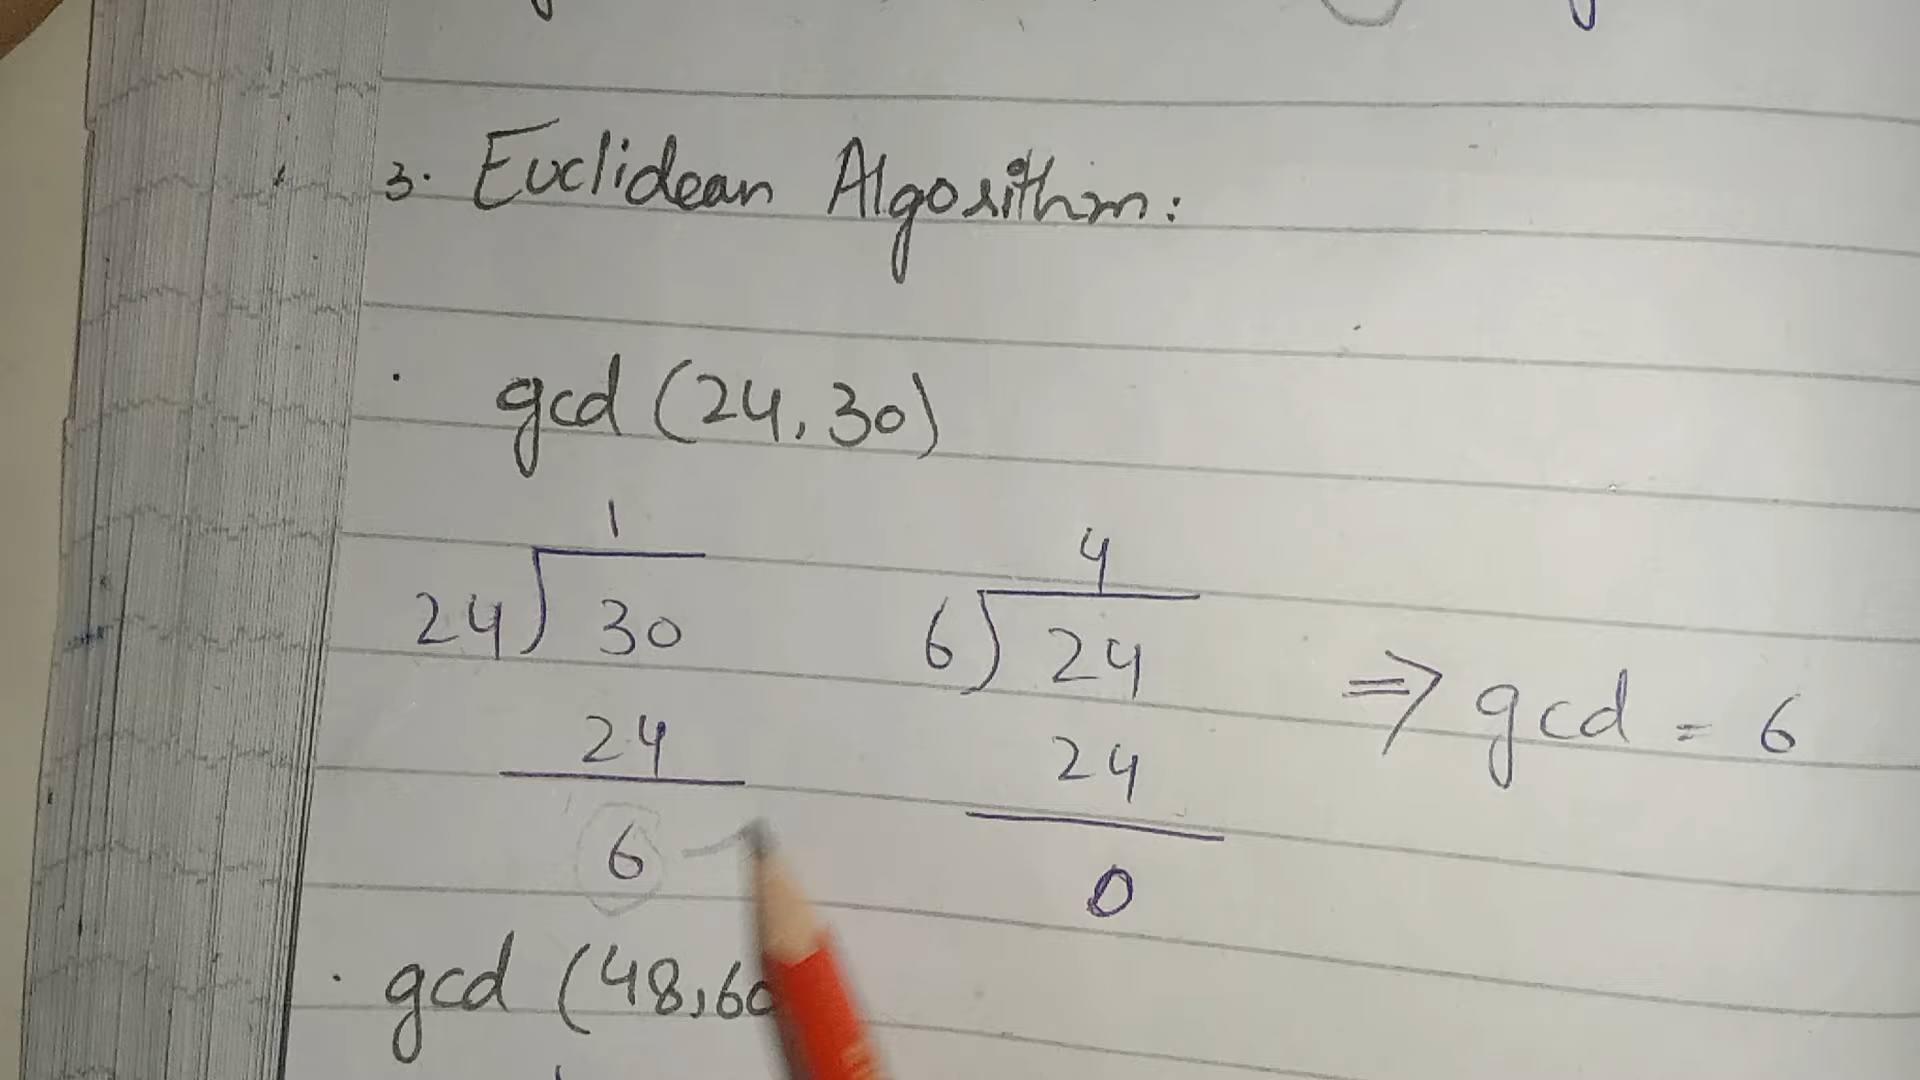 3. Euclidean Algorithm:
· gcd (24, 30)
1
24 ) 30
24
6
4
6 ) 24
24
0
⇒ gcd = 6
· gcd (48, 60